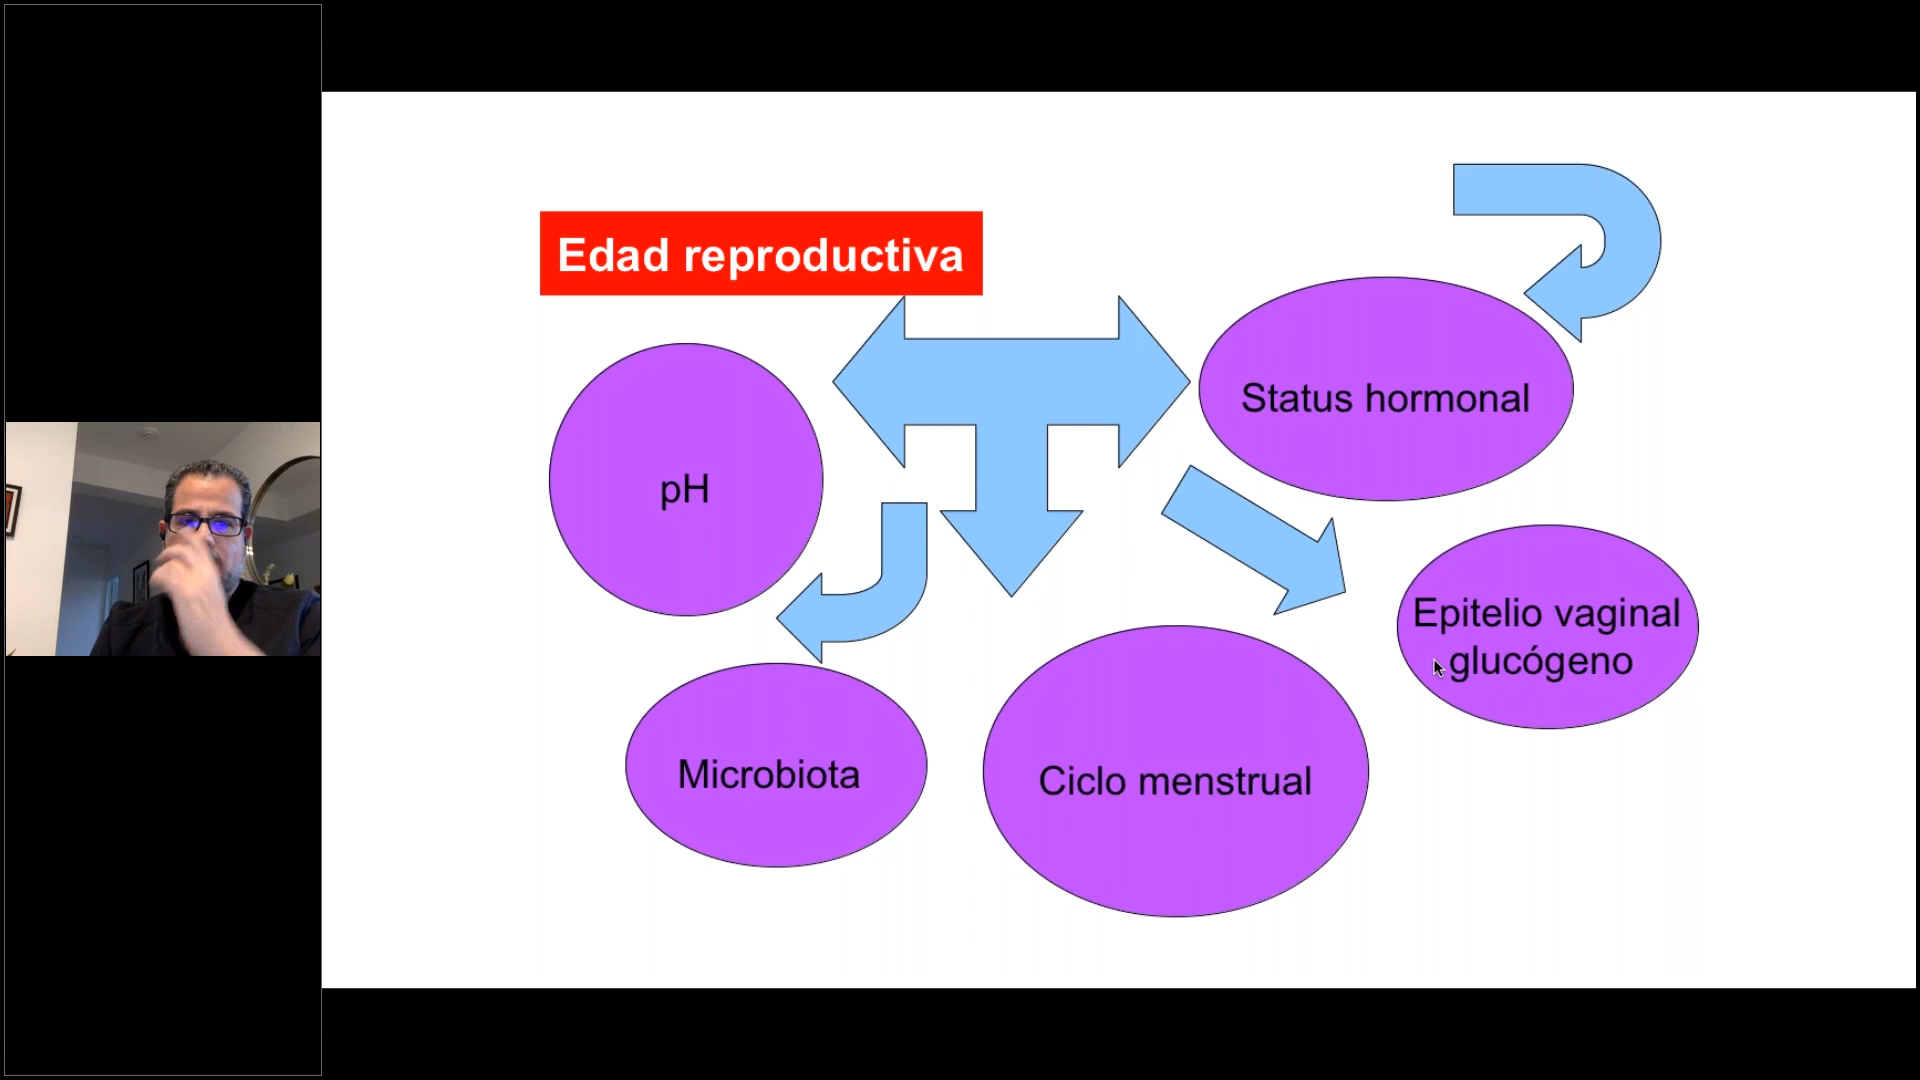 Edad reproductiva
Status hormonal
pH
Epitelio vaginal
glucógeno
Microbiota
Ciclo menstrual